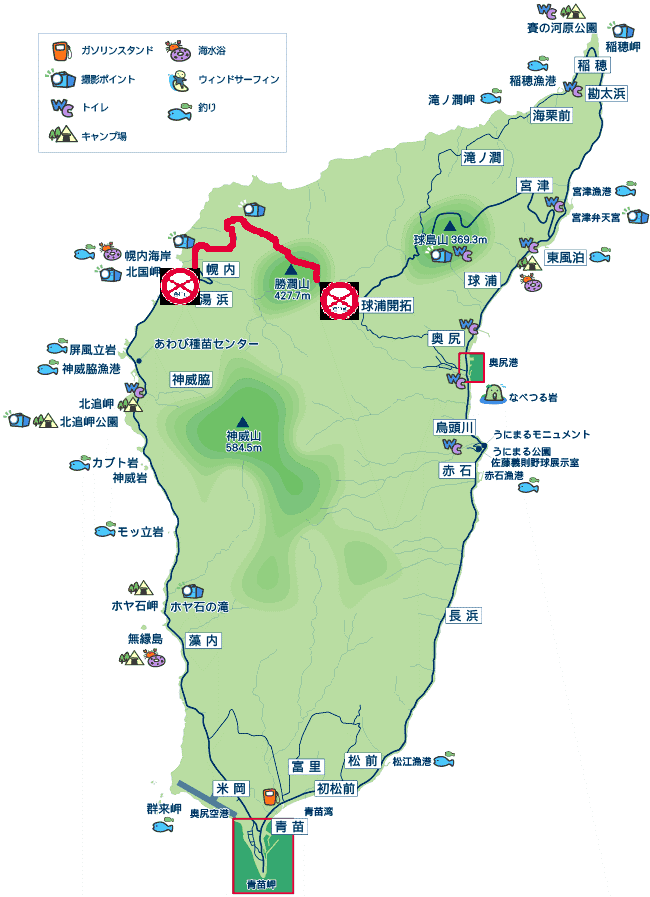 ガソリンスタンド
海水浴
撮影ポイント
ウィンドサーフィン
トイレ
釣り
キャンプ場
賽の河原公園
稲穂岬
稲穂
稲穂漁港
勘太浜
滝ノ澗岬
海栗前
滝ノ澗
宮津
宮津漁港
宮津弁天宮
球島山 369.3m
東風泊
幌内海岸
北国岬
幌内
勝澗山
427.7m
球浦
湯浜
球浦開拓
奥尻
奥尻港
あわび種苗センター
屏風立岩
神威脇漁港
神威脇
なべつる岩
北追岬
北追岬公園
神威山
584.5m
烏頭川
うにまるモニュメント
うにまる公園
佐藤義則野球展示室
赤石
赤石漁港
カブト岩
神威岩
モッ立岩
ホヤ石岬
ホヤ石の滝
長浜
無縁島
藻内
富里
松前
松江漁港
米岡
初松前
群来岬
奥尻空港
青苗湾
青苗
青苗岬